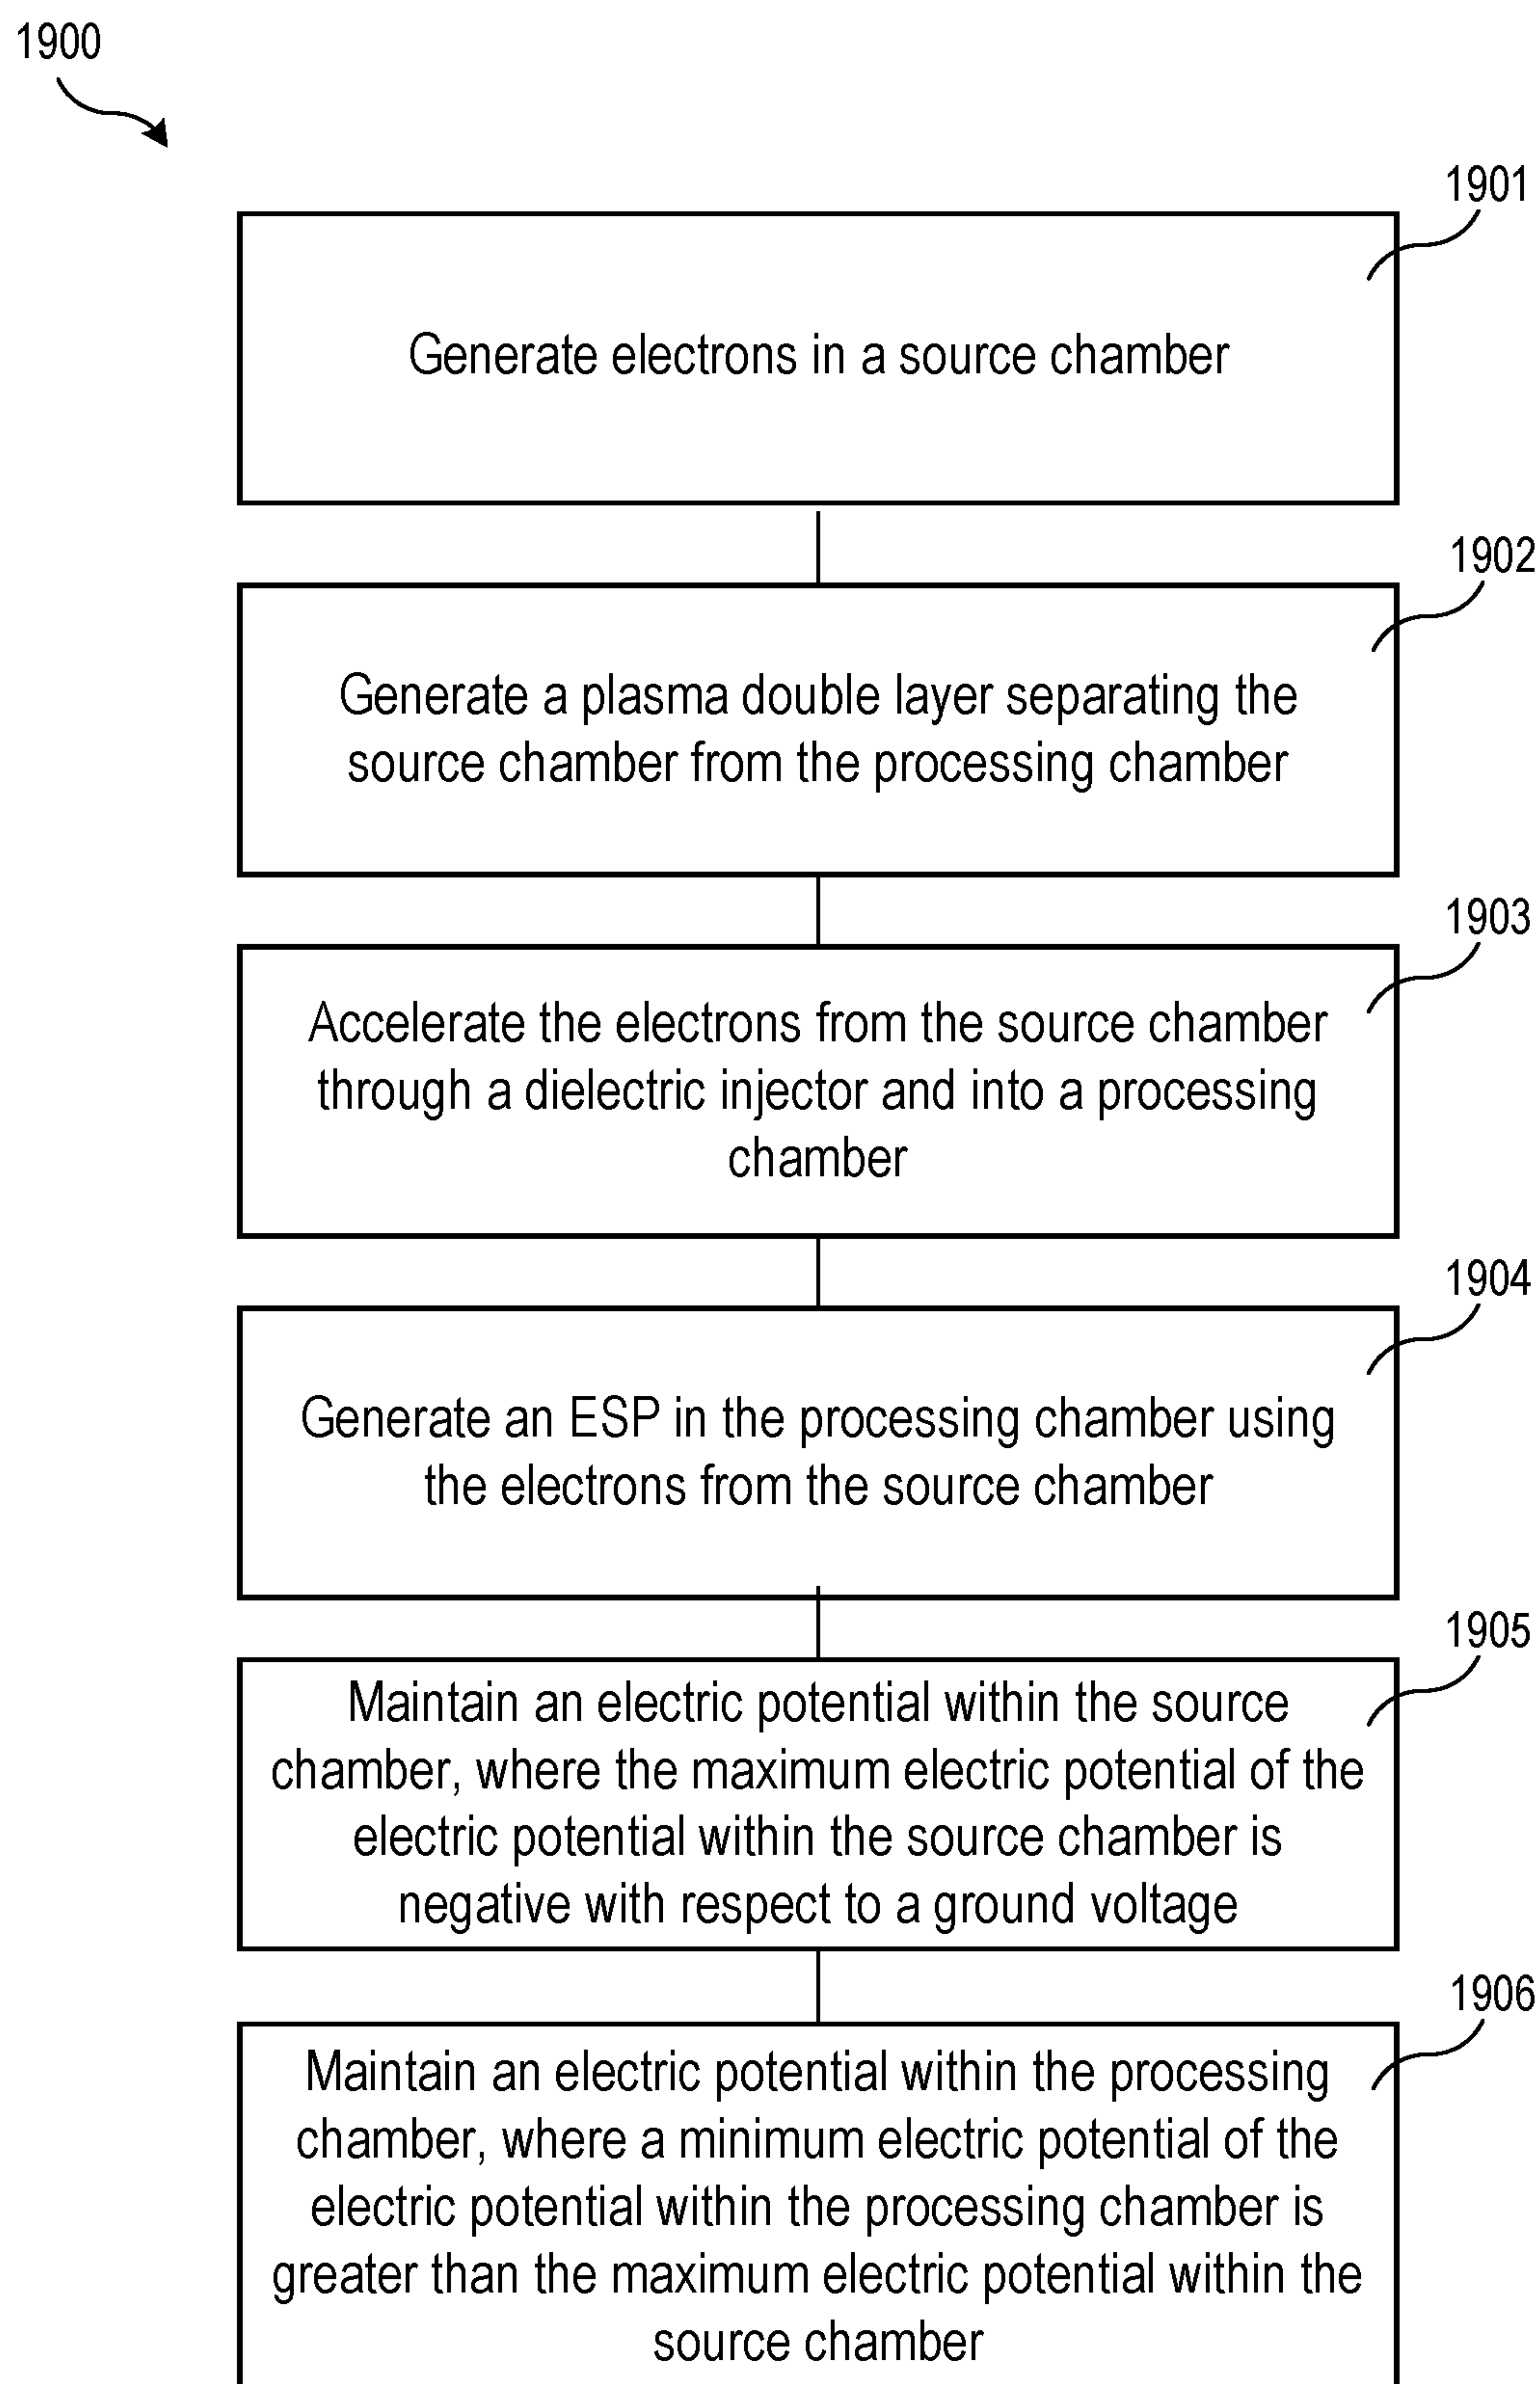 1900
1901
Generate electrons in a source chamber
1902
Generate a plasma double layer separating the
source chamber from the processing chamber
1903
Accelerate the electrons from the source chamber
through a dielectric injector and into a processing
chamber
1904
Generate an ESP in the processing chamber using
the electrons from the source chamber
1905
Maintain an electric potential within the source
chamber, where the maximum electric potential of the
electric potential within the source chamber is
negative with respect to a ground voltage
1906
Maintain an electric potential within the processing
chamber, where a minimum electric potential of the
electric potential within the processing chamber is
greater than the maximum electric potential within the
source chamber